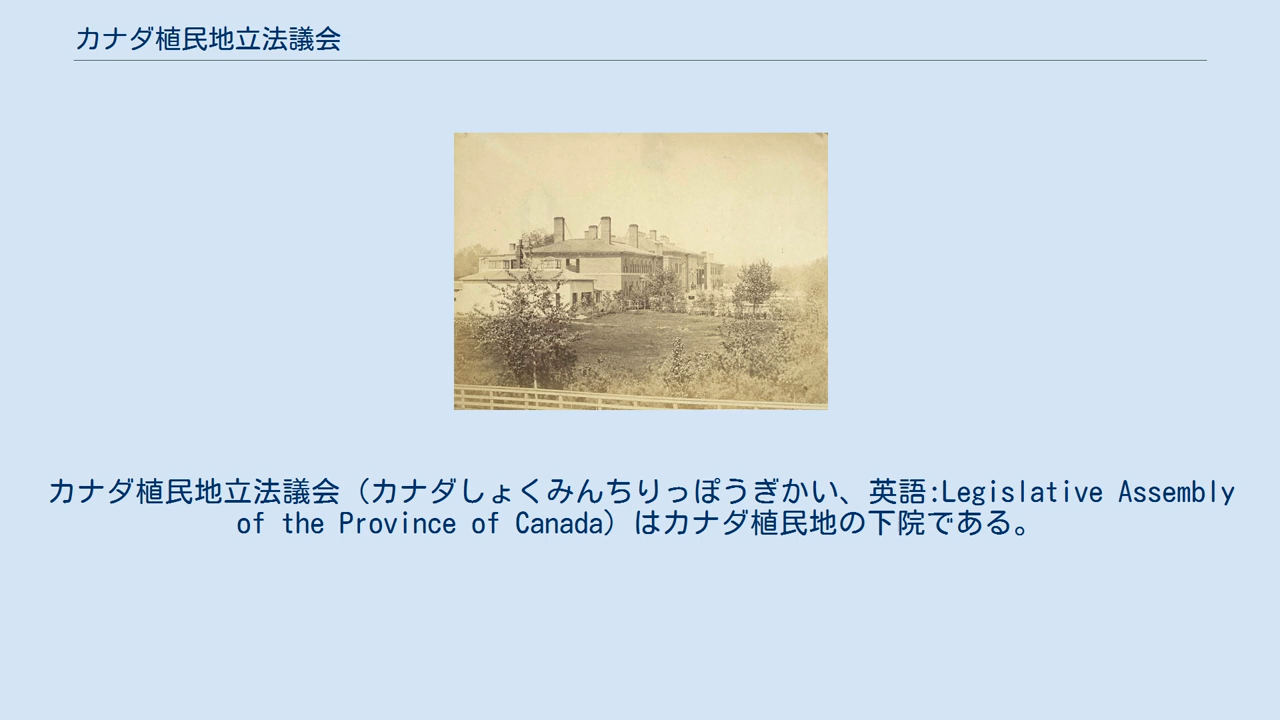 カナダ植民地立法議会
カナダ植民地立法議会（カナダしょくみんちりっぽうぎかい、英語:Legislative Assembly
of the Province of Canada）はカナダ植民地の下院である。